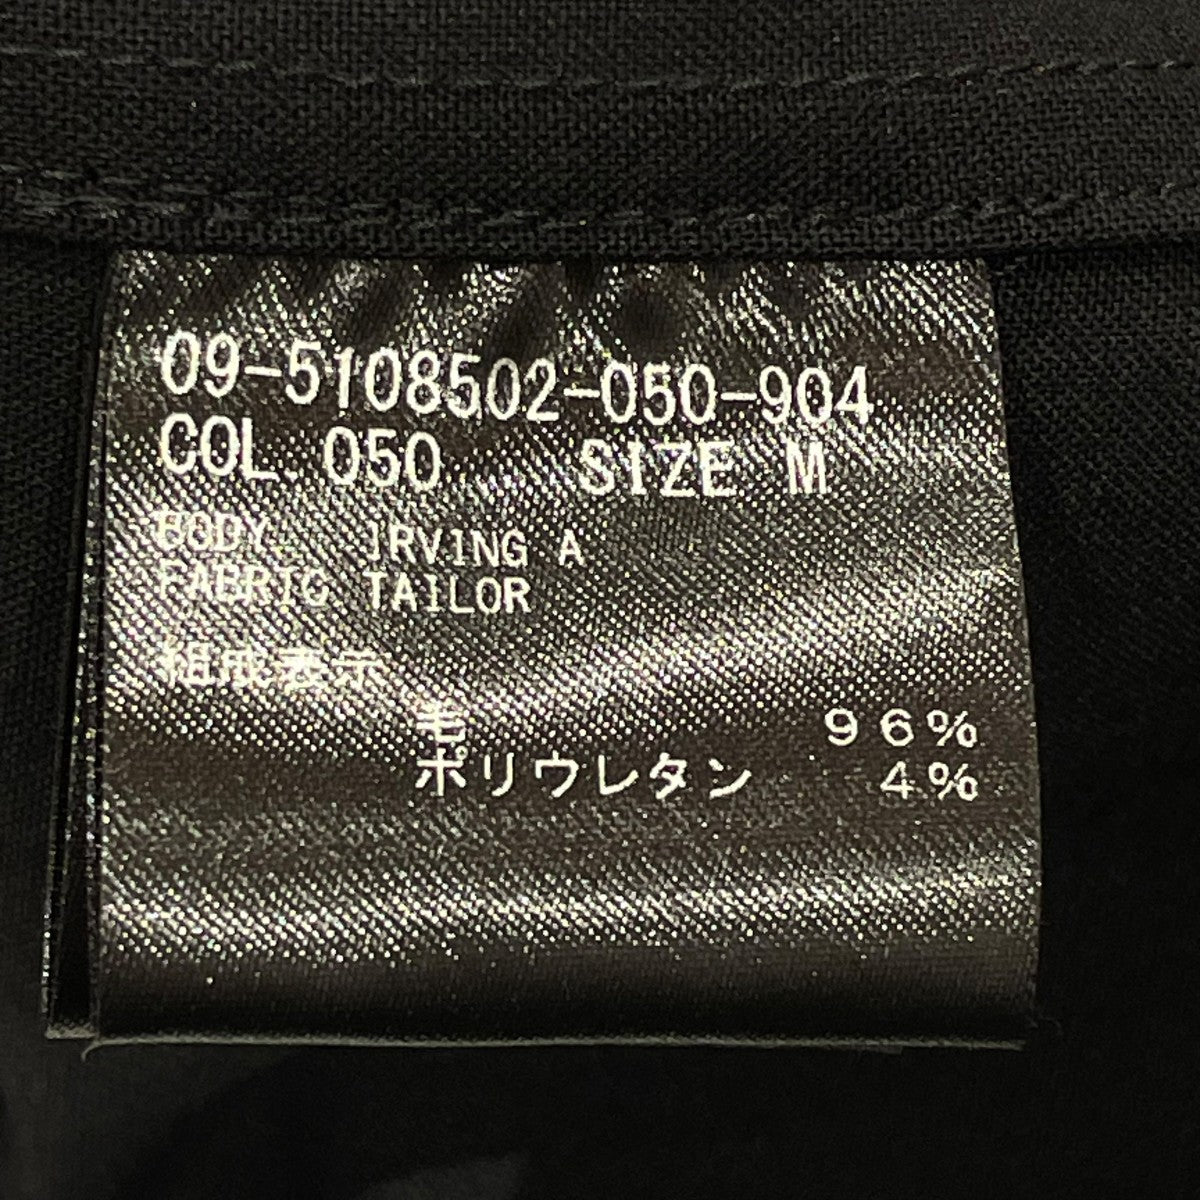 09-5108502-050-904
COL.050 SIZE M
BODY. IRVING A
FABRIC TAILOR
組成表示
毛 96%
ポリウレタン 4%